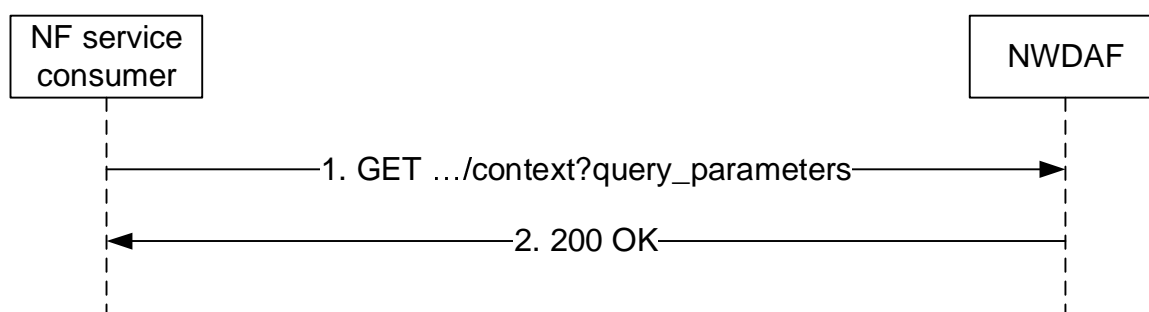 NF service
consumer
NWDAF
1. GET …/context?query_parameters
2. 200 OK